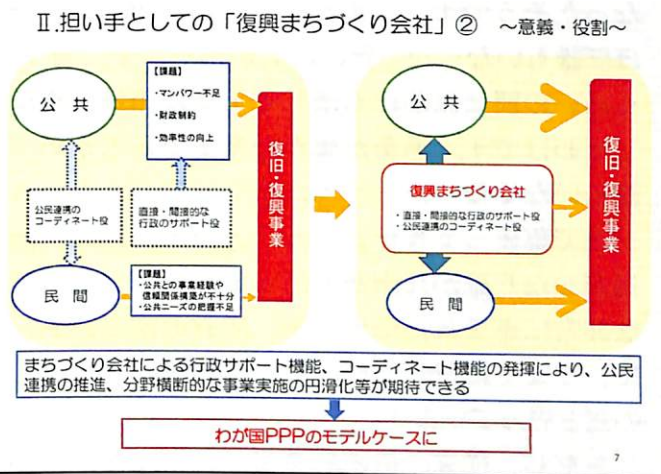 Ⅱ.担い手としての「復興まちづくり会社」② ～意義・役割～
公 共
【課題】
・マンパワー不足
・財政制約
・効率性の向上
復旧・復興事業
公民連携の
コーディネート役
直接・間接的な
行政のサポート役
民 間
【課題】
・公共との事業経験や
信頼関係構築が不十分
・公共ニーズの把握不足
公 共
復興まちづくり会社
・直接・間接的な行政のサポート役
・公民連携のコーディネート役
民 間
復旧・復興事業
まちづくり会社による行政サポート機能、コーディネート機能の発揮により、公民
連携の推進、分野横断的な事業実施の円滑化等が期待できる
わが国PPPのモデルケースに
7